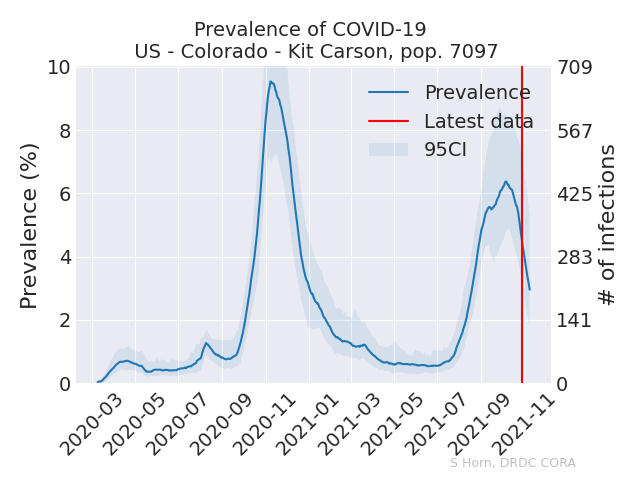 Prevalence of COVID-19
US - Colorado - Kit Carson, pop. 7097
10
8
6
4
2
0
Prevalence (%)
Prevalence
Latest data
95CI
709
567
425
283
141
0
# of infections
2020-03
2020-05
2020-07
2020-09
2020-11
2021-01
2021-03
2021-05
2021-07
2021-09
2021-11
S Horn, DRDC CORA